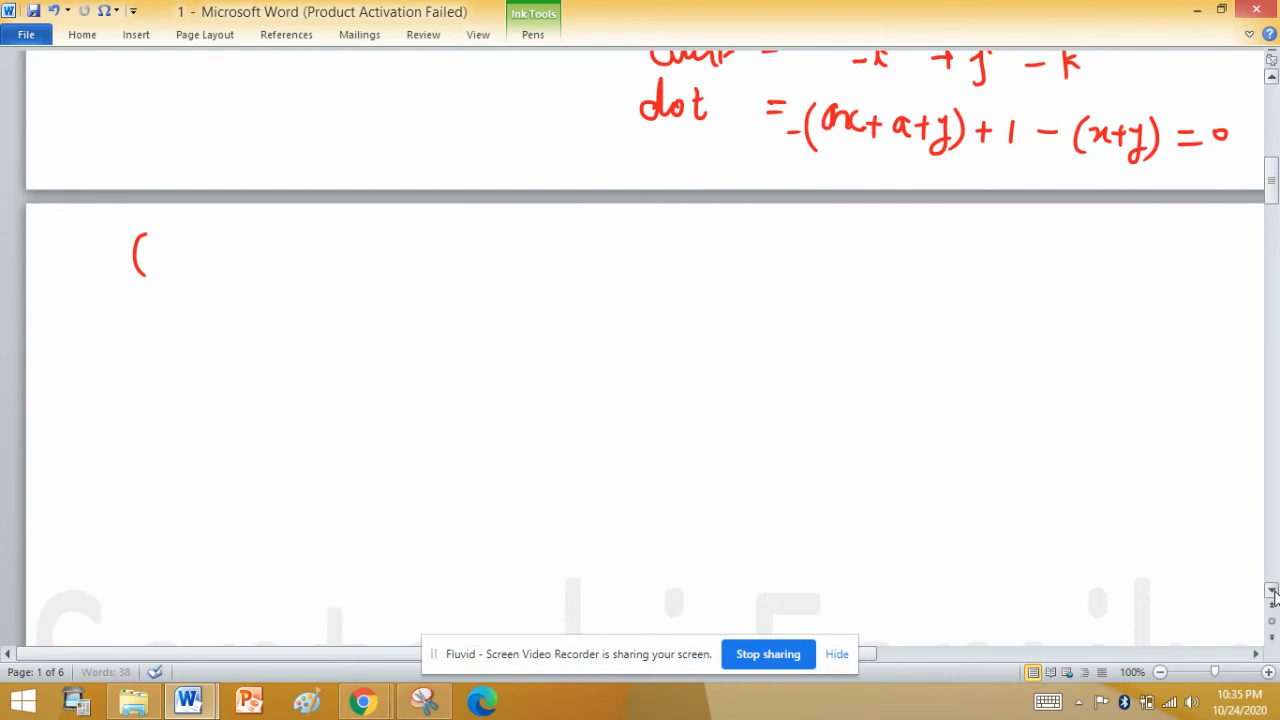 1 - Microsoft Word (Product Activation Failed)
Ink Tools
File Home Insert Page Layout References Mailings Review View Pens
= -i + j - k
dot = -(ax + a + y) + 1 - (x+y) = 0
(
Fluvid - Screen Video Recorder is sharing your screen. Stop sharing Hide
Page: 1 of 6 Words: 38 100%
10:35 PM
10/24/2020